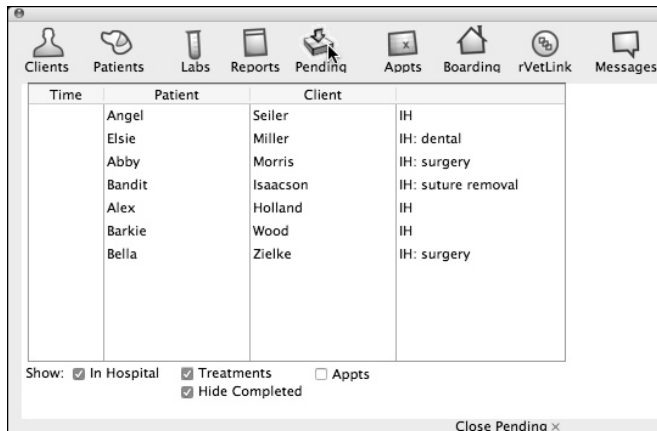 Clients Patients Labs Reports Pending Appts Boarding rVetLink Messages
Time Patient Client
Angel Seiler IH
Elsie Miller IH: dental
Abby Morris IH: surgery
Bandit Isaacson IH: suture removal
Alex Holland IH
Barkie Wood IH
Bella Zielke IH: surgery
Show: In Hospital Treatments Appts
Hide Completed
Close Pending ×